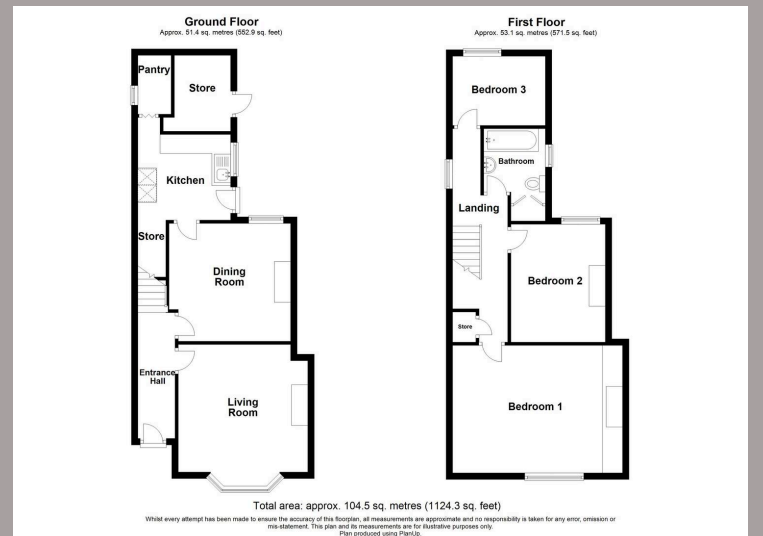 Ground Floor
Approx. 51.4 sq. metres (552.9 sq. feet)
Pantry
Store
Kitchen
Store
Dining
Room
Entrance
Hall
Living
Room
First Floor
Approx. 53.1 sq. metres (571.5 sq. feet)
Bedroom 3
Bathroom
Landing
Bedroom 2
Store
Bedroom 1
Total area: approx. 104.5 sq. metres (1124.3 sq. feet)
Whilst every attempt has been made to ensure the accuracy of this floorplan, all measurements are approximate and no responsibility is taken for any error, omission or
mis-statement. This plan and its measurements are for illustrative purposes only.
Plan produced using PlanUp.